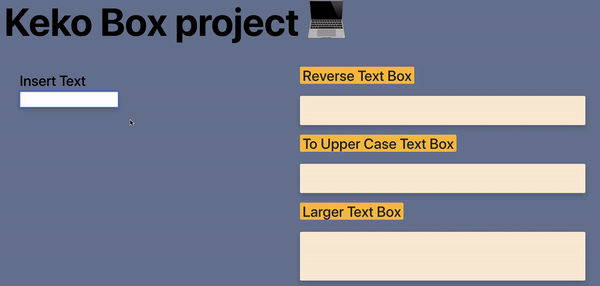 Keko Box project 💻
Insert Text
Reverse Text Box
To Upper Case Text Box
Larger Text Box